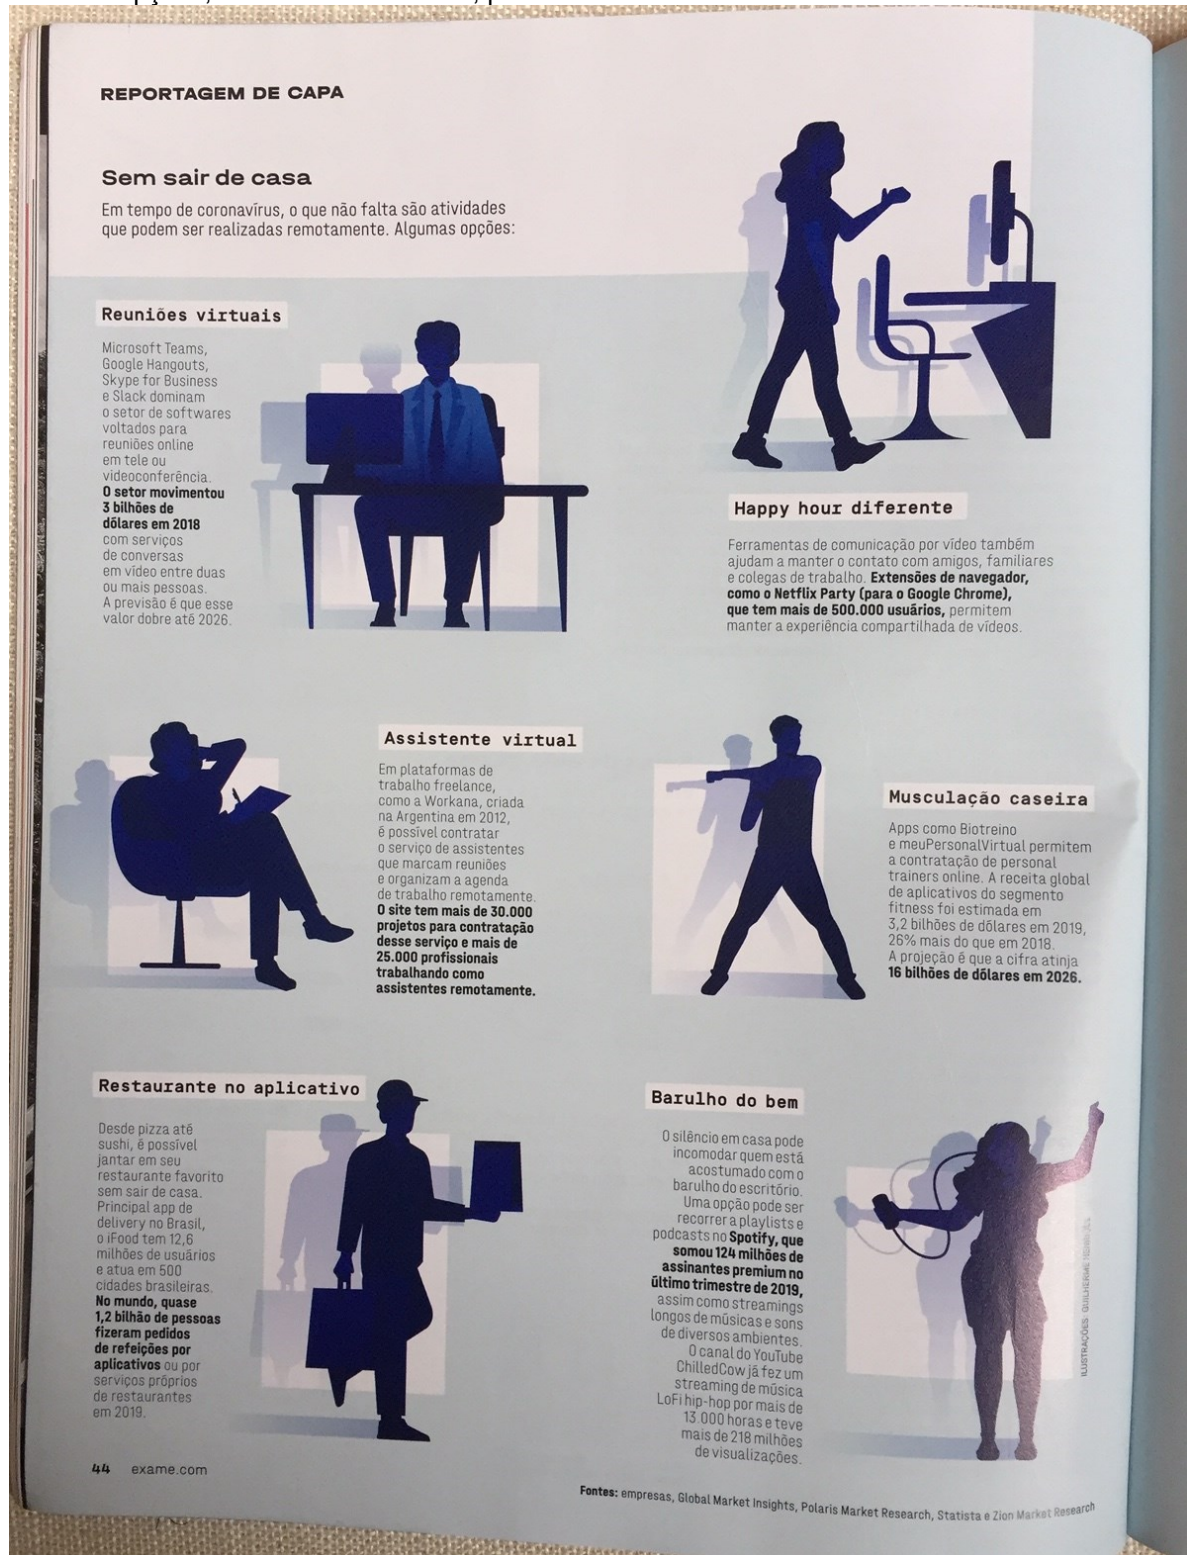 REPORTAGEM DE CAPA
Sem sair de casa
Em tempo de coronavírus, o que não falta são atividades
que podem ser realizadas remotamente. Algumas opções:
Reuniões virtuais
Microsoft Teams,
Google Hangouts,
Skype for Business
e Slack dominam
o setor de softwares
voltados para
reuniões online
em tele ou
videoconferência.
O setor movimentou
3 bilhões de
dólares em 2018
com serviços
de conversas
em vídeo entre duas
ou mais pessoas.
A previsão é que esse
valor dobre até 2026.
Happy hour diferente
Ferramentas de comunicação por vídeo também
ajudam a manter o contato com amigos, familiares
e colegas de trabalho. Extensões de navegador,
como o Netflix Party (para o Google Chrome),
que tem mais de 500.000 usuários, permitem
manter a experiência compartilhada de vídeos.
Assistente virtual
Em plataformas de
trabalho freelance,
como a Workana, criada
na Argentina em 2012,
é possível contratar
o serviço de assistentes
que marcam reuniões
e organizam a agenda
de trabalho remotamente.
O site tem mais de 30.000
projetos para contratação
desse serviço e mais de
25.000 profissionais
trabalhando como
assistentes remotamente.
Musculação caseira
Apps como Biotreino
e meuPersonalVirtual permitem
a contratação de personal
trainers online. A receita global
de aplicativos do segmento
fitness foi estimada em
3,2 bilhões de dólares em 2019,
26% mais do que em 2018.
A projeção é que a cifra atinja
16 bilhões de dólares em 2026.
Restaurante no aplicativo
Desde pizza até
sushi, é possível
jantar em seu
restaurante favorito
sem sair de casa.
Principal app de
delivery no Brasil,
o iFood tem 12,6
milhões de usuários
e atua em 500
cidades brasileiras.
No mundo, quase
1,2 bilhão de pessoas
fizeram pedidos
de refeições por
aplicativos ou por
serviços próprios
de restaurantes
em 2019.
Barulho do bem
O silêncio em casa pode
incomodar quem está
acostumado com o
barulho do escritório.
Uma opção pode ser
recorrer a playlists e
podcasts no Spotify, que
somou 124 milhões de
assinantes premium no
último trimestre de 2019,
assim como streamings
longos de músicas e sons
de diversos ambientes.
O canal do YouTube
ChilledCow já fez um
streaming de música
LoFi hip-hop por mais de
13.000 horas e teve
mais de 218 milhões
de visualizações.
ILUSTRAÇÕES GUILHERME
44 exame.com
Fontes: empresas, Global Market Insights, Polaris Market Research, Statista e Zion Market Research